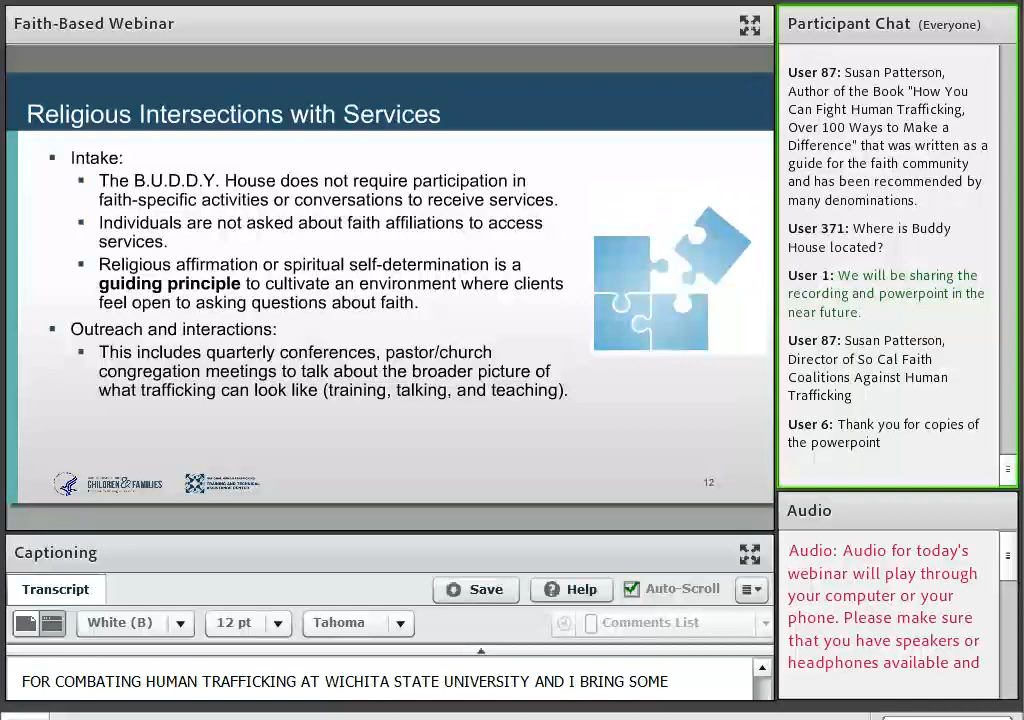 Faith-Based Webinar
Religious Intersections with Services
▪ Intake:
▪ The B.U.D.D.Y. House does not require participation in
faith-specific activities or conversations to receive services.
▪ Individuals are not asked about faith affiliations to access
services.
▪ Religious affirmation or spiritual self-determination is a
guiding principle to cultivate an environment where clients
feel open to asking questions about faith.
▪ Outreach and interactions:
▪ This includes quarterly conferences, pastor/church
congregation meetings to talk about the broader picture of
what trafficking can look like (training, talking, and teaching).
CHILDREN & FAMILIES
12
Captioning
Transcript
Save
Help
Auto-Scroll
White (B)
12 pt
Tahoma
Comments List
FOR COMBATING HUMAN TRAFFICKING AT WICHITA STATE UNIVERSITY AND I BRING SOME
Participant Chat (Everyone)
User 87: Susan Patterson,
Author of the Book "How You
Can Fight Human Trafficking,
Over 100 Ways to Make a
Difference" that was written as a
guide for the faith community
and has been recommended by
many denominations.
User 371: Where is Buddy
House located?
User 1: We will be sharing the
recording and powerpoint in the
near future.
User 87: Susan Patterson,
Director of So Cal Faith
Coalitions Against Human
Trafficking
User 6: Thank you for copies of
the powerpoint
Audio
Audio: Audio for today's
webinar will play through
your computer or your
phone. Please make sure
that you have speakers or
headphones available and